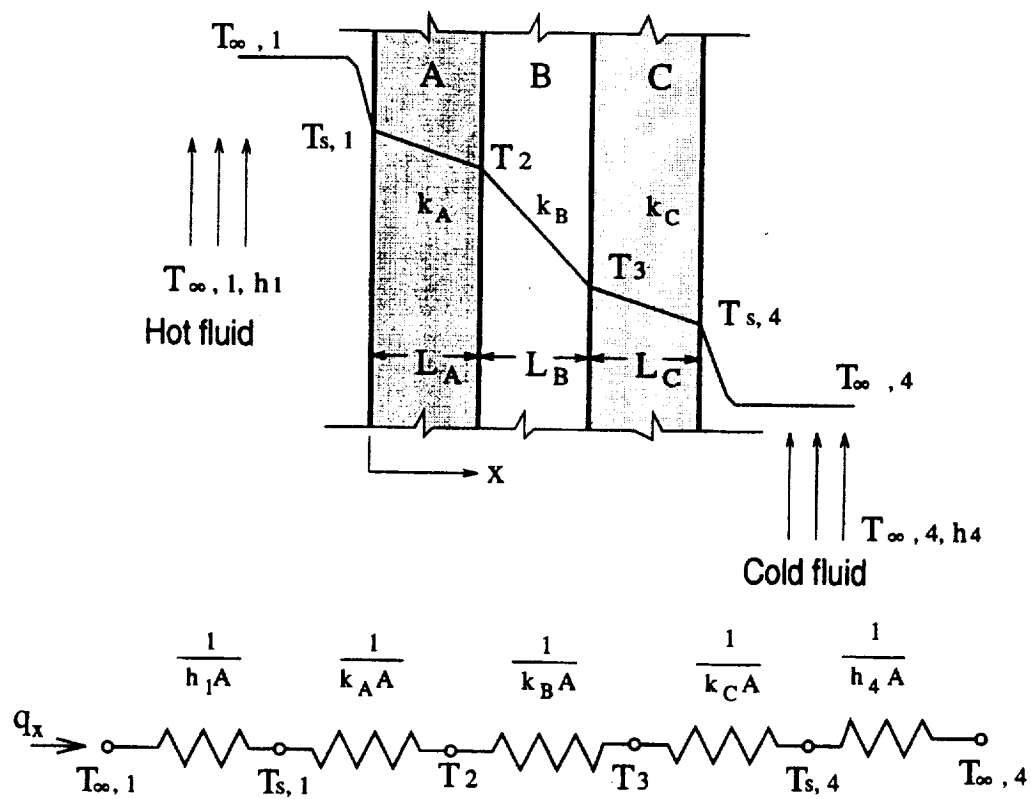 T∞, 1
A B C
Ts, 1
T2
kA kB kC
T∞, 1, h1
Hot fluid
T3
Ts, 4
LA LB LC
T∞, 4
x
T∞, 4, h4
Cold fluid
1/h1A 1/kAA 1/kBA 1/kCA 1/h4A
qx
T∞, 1 Ts, 1 T2 T3 Ts, 4 T∞, 4